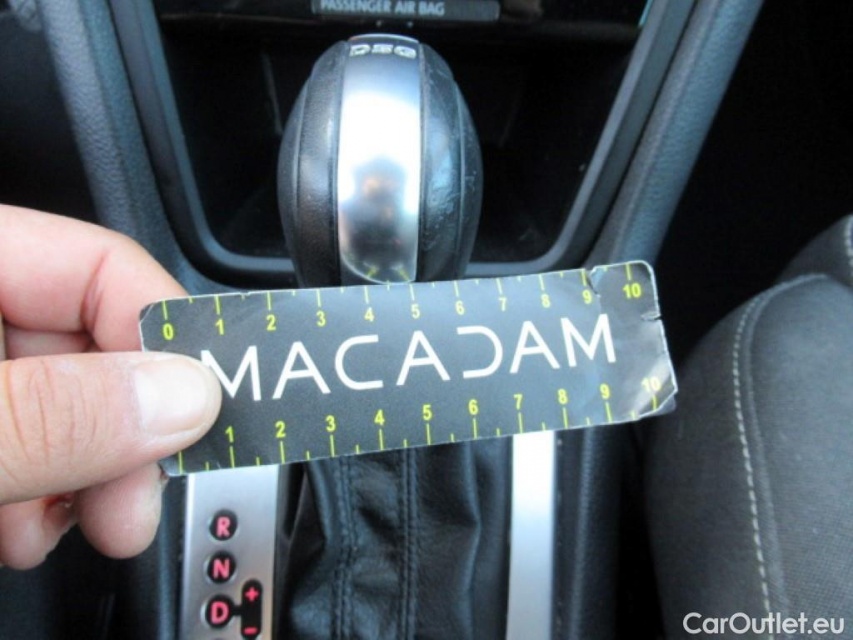 PASSENGER AIR BAG
DSG
0 1 2 3 4 5 6 7 8 9 10
MACADAM
1 2 3 4 5 6 7 8 9 10
R
N
D +
-
CarOutlet.eu